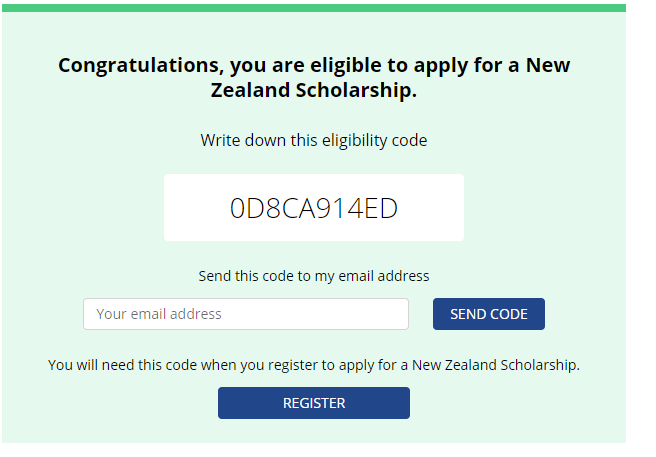 Congratulations, you are eligible to apply for a New
Zealand Scholarship.
Write down this eligibility code
0D8CA914ED
Send this code to my email address
Your email address
SEND CODE
You will need this code when you register to apply for a New Zealand Scholarship.
REGISTER